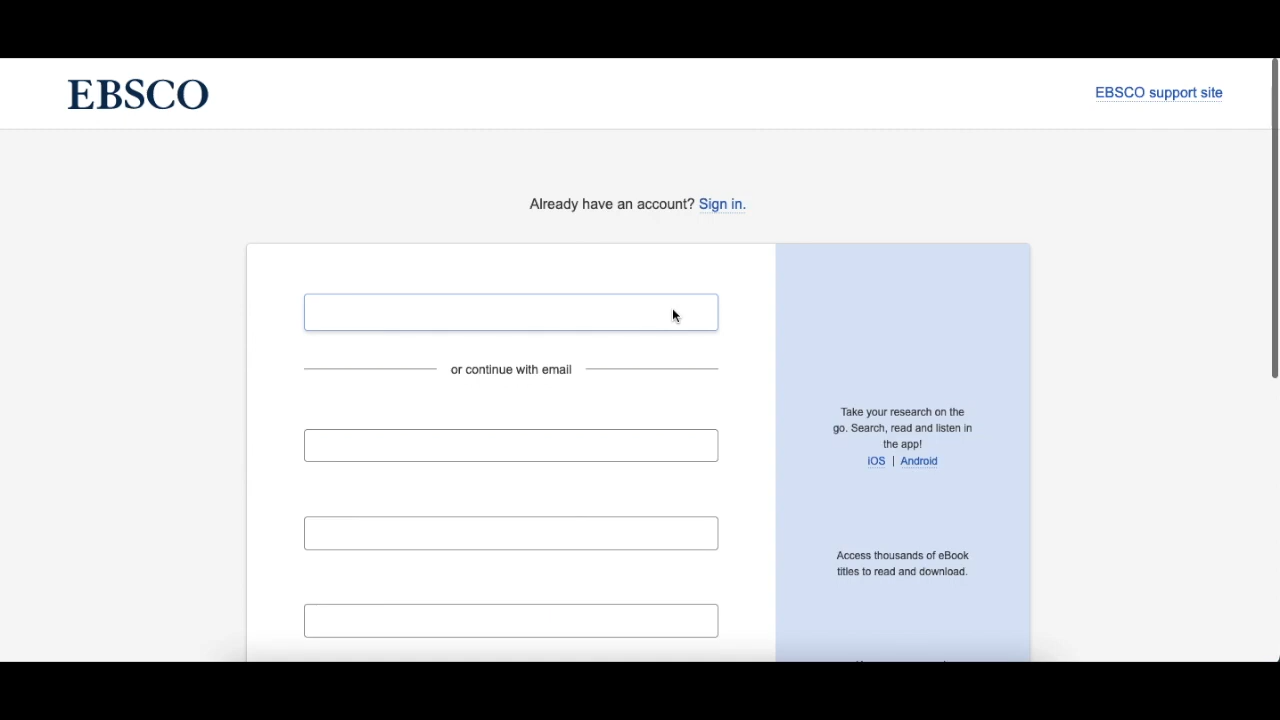 EBSCO
EBSCO support site
Already have an account? Sign in.
or continue with email
Take your research on the
go. Search, read and listen in
the app!
iOS | Android
Access thousands of eBook
titles to read and download.